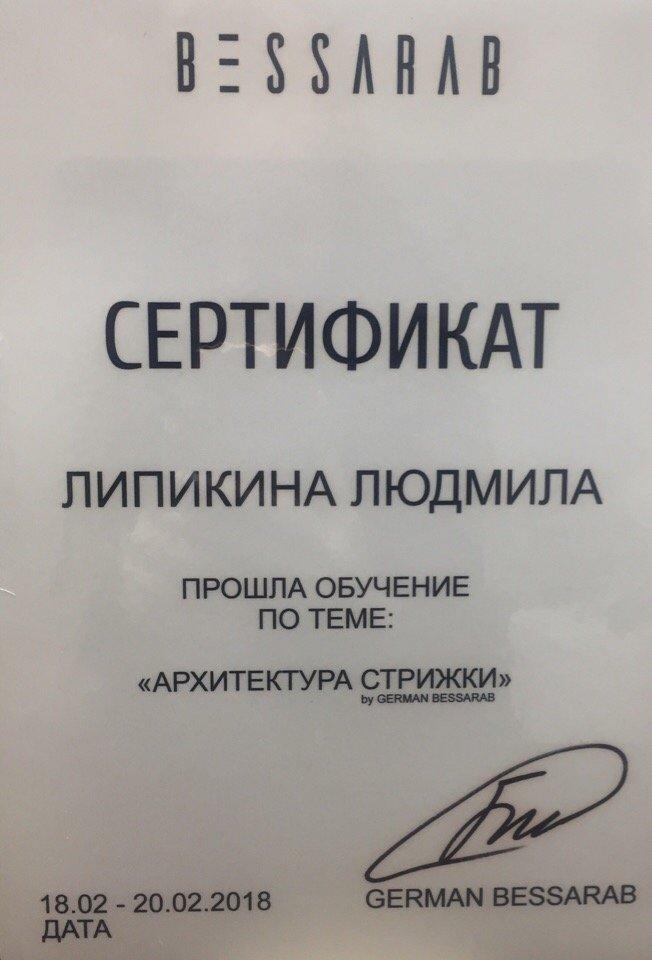 BESSARAB
СЕРТИФИКАТ
ЛИПИКИНА ЛЮДМИЛА
ПРОШЛА ОБУЧЕНИЕ
ПО ТЕМЕ:
«АРХИТЕКТУРА СТРИЖКИ»
by GERMAN BESSARAB
GERMAN BESSARAB
18.02 - 20.02.2018
ДАТА